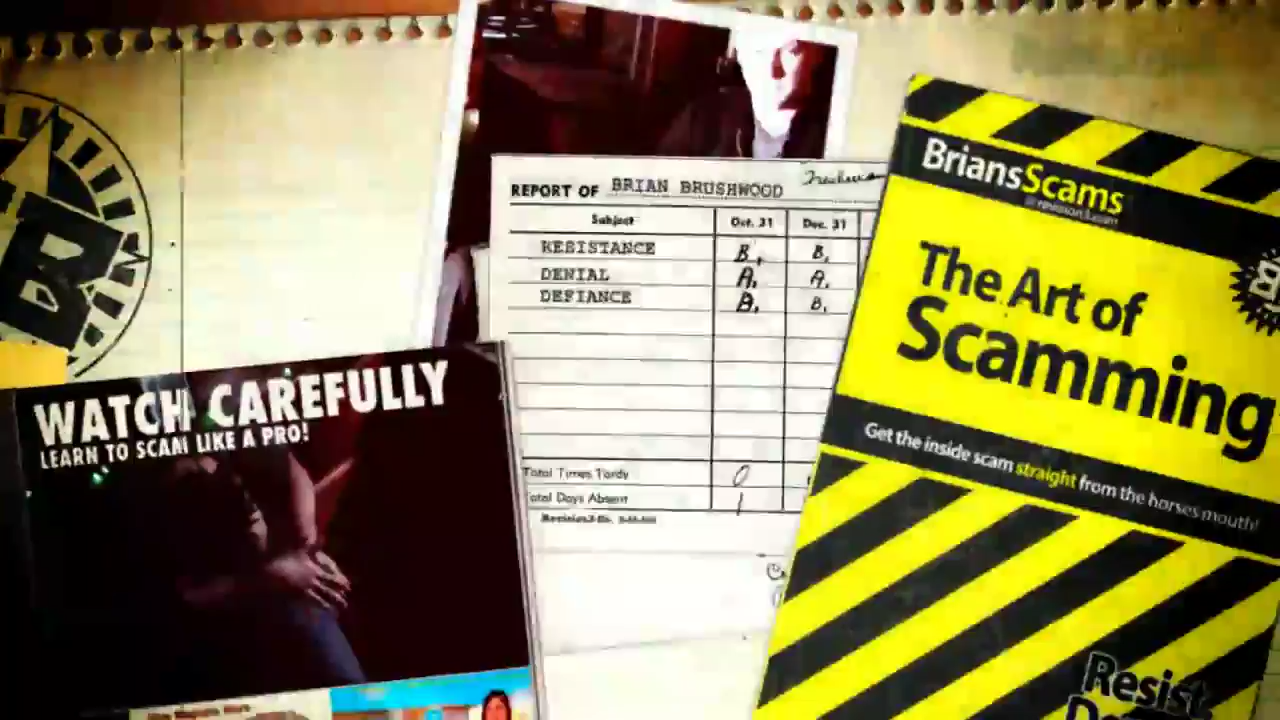 REPORT OF BRIAN BRUSHWOOD
Subject Oct. 31 Dec. 31
RESISTANCE B. B.
DENIAL A. A.
DEFIANCE B. B.
Total Times Tardy 0
Total Days Absent 1
WATCH CAREFULLY
LEARN TO SCAM LIKE A PRO!
BriansScams
The Art of
Scamming
Get the inside scam straight from the horses mouth!
Resist
B